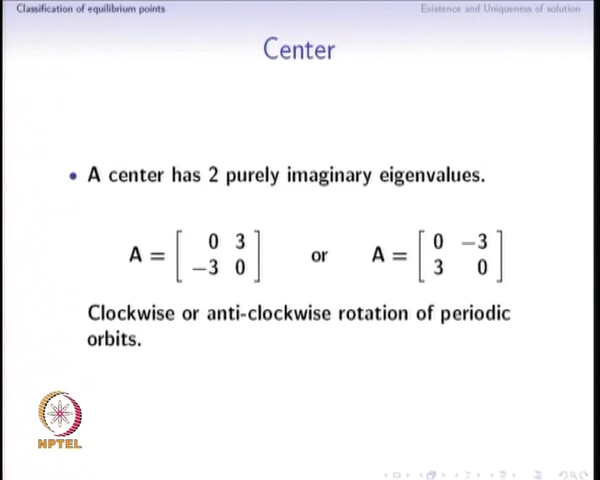 Classification of equilibrium points Existence and Uniqueness of solution
Center
• A center has 2 purely imaginary eigenvalues.
A = [ 0 3 ] or A = [ 0 −3 ]
[ −3 0 ] [ 3 0 ]
Clockwise or anti-clockwise rotation of periodic
orbits.
NPTEL